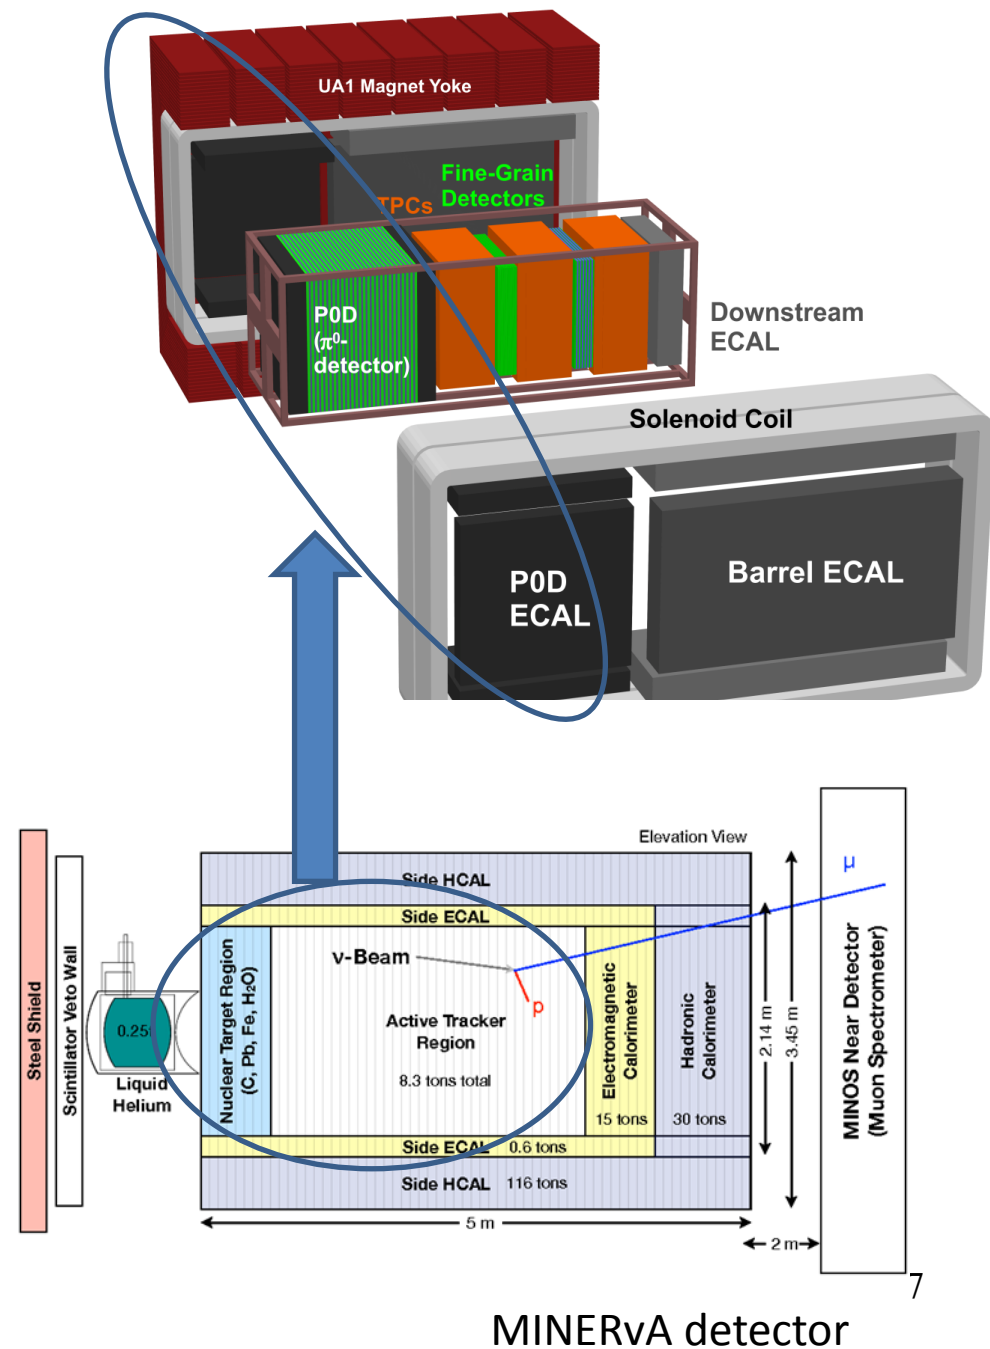 UA1 Magnet Yoke
Fine-Grain
Detectors
TPCs
P0D
(π⁰-
detector)
Downstream
ECAL
Solenoid Coil
P0D
ECAL
Barrel ECAL
Elevation View
Steel Shield
Scintillator Veto Wall
0.25t
Liquid
Helium
Side HCAL
Side ECAL
Nuclear Target Region
(C, Pb, Fe, H₂O)
ν-Beam
p
μ
Active Tracker
Region
8.3 tons total
Electromagnetic
Calorimeter
15 tons
Hadronic
Calorimeter
30 tons
Side ECAL 0.6 tons
Side HCAL 116 tons
2.14 m
3.45 m
MINOS Near Detector
(Muon Spectrometer)
5 m
2 m
7
MINERvA detector